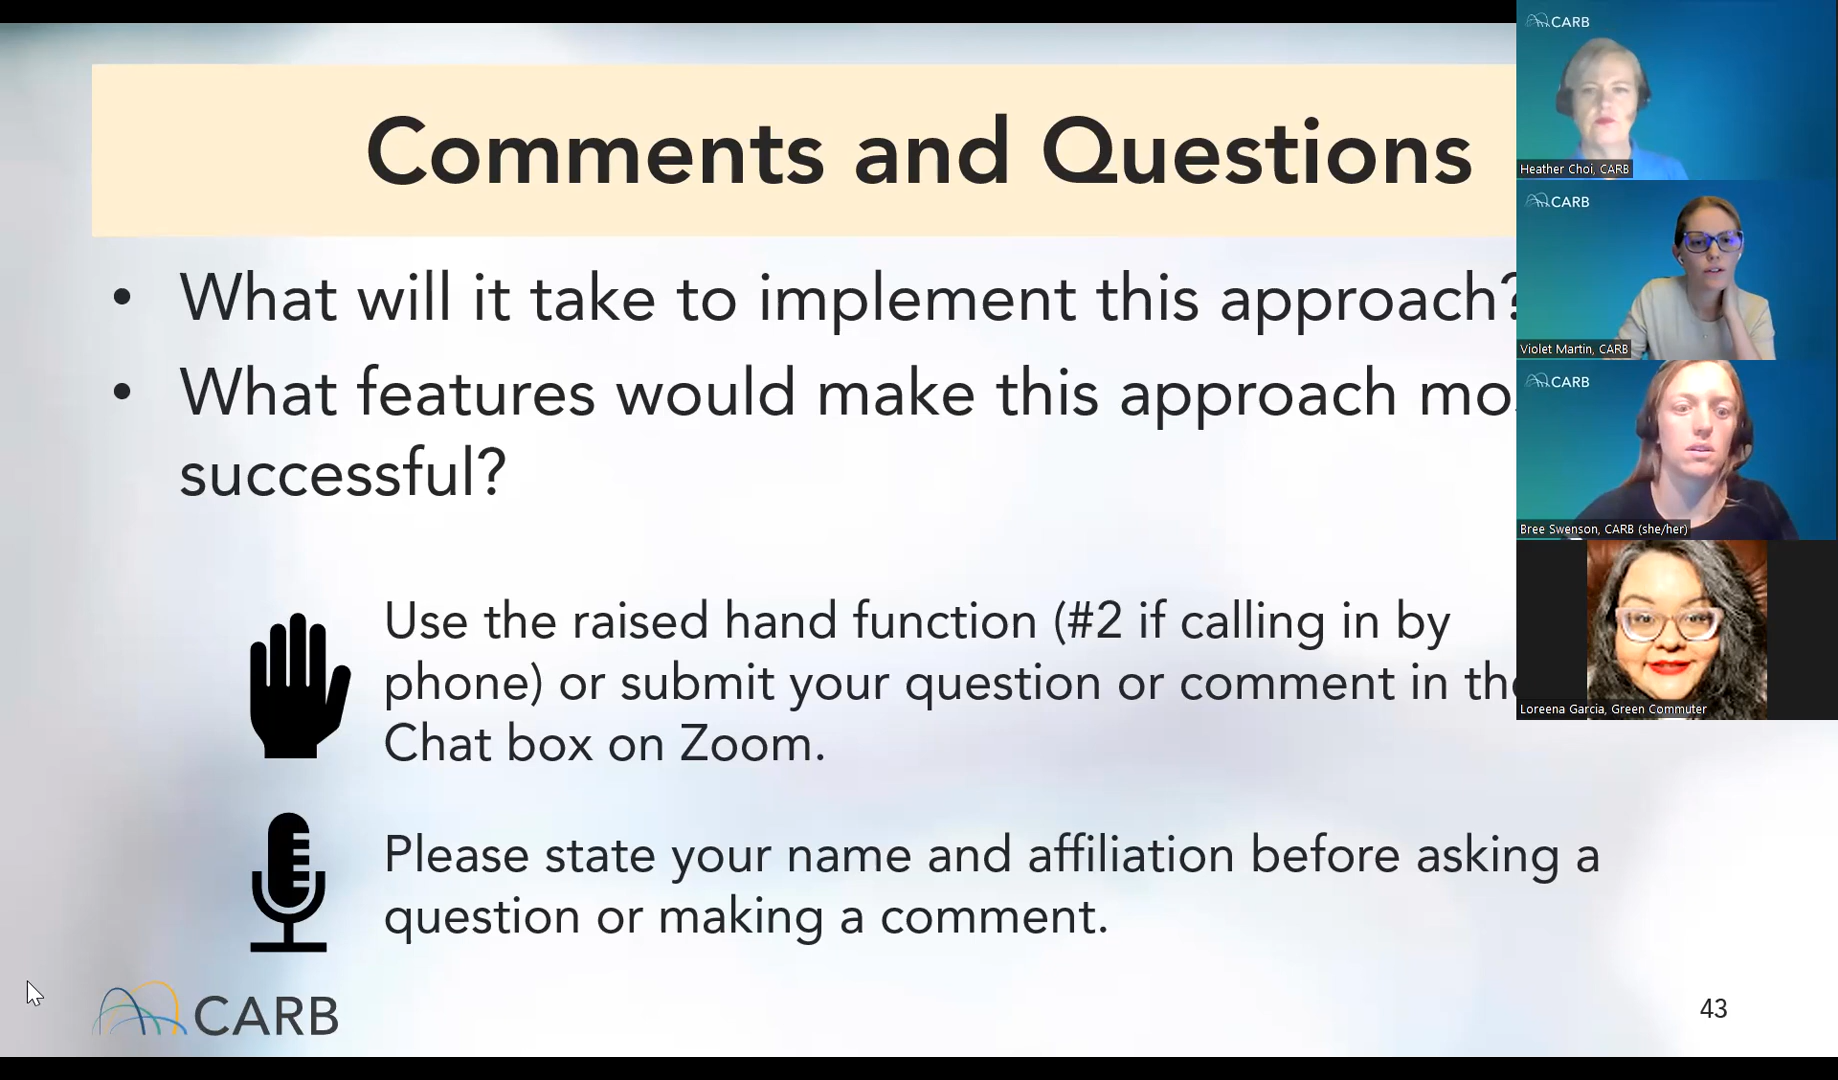 Comments and Questions
• What will it take to implement this approach?
• What features would make this approach
successful?
Use the raised hand function (#2 if calling in by
phone) or submit your question or comment in the
Chat box on Zoom.
Please state your name and affiliation before asking a
question or making a comment.
CARB
43
CARB
Heather Choi, CARB
CARB
Violet Martin, CARB
CARB
Bree Swenson, CARB (she/her)
Loreena Garcia, Green Commuter